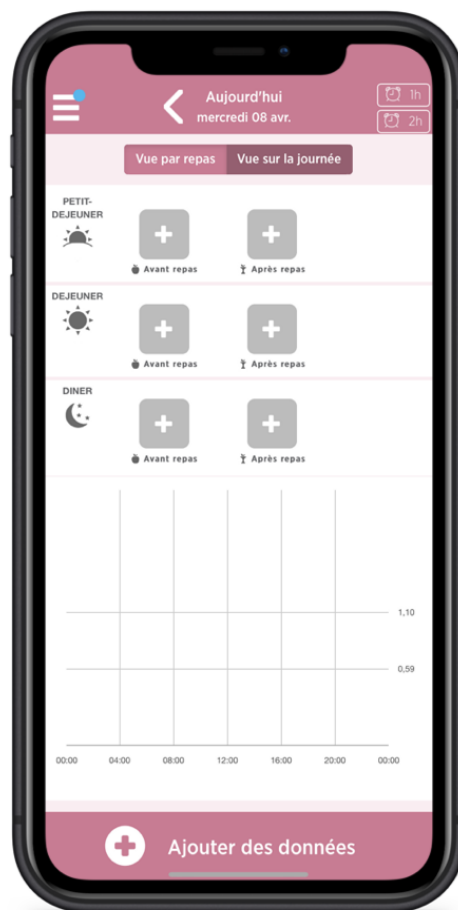 Aujourd'hui
mercredi 08 avr.
1h
2h
Vue par repas Vue sur la journée
PETIT-
DEJEUNER
Avant repas Après repas
DEJEUNER
Avant repas Après repas
DINER
Avant repas Après repas
1,10
0,59
00:00 04:00 08:00 12:00 16:00 20:00 00:00
Ajouter des données